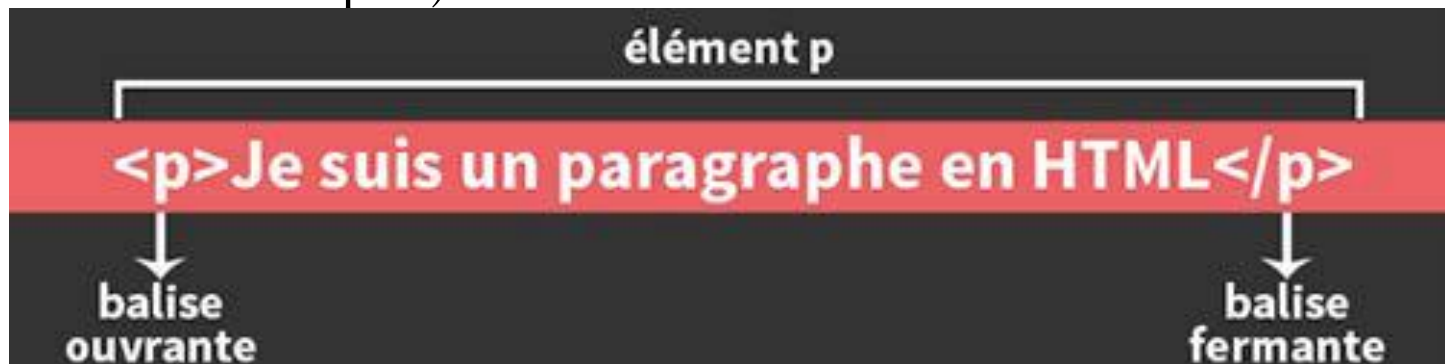 élément p
<p>Je suis un paragraphe en HTML</p>
balise
ouvrante
balise
fermante